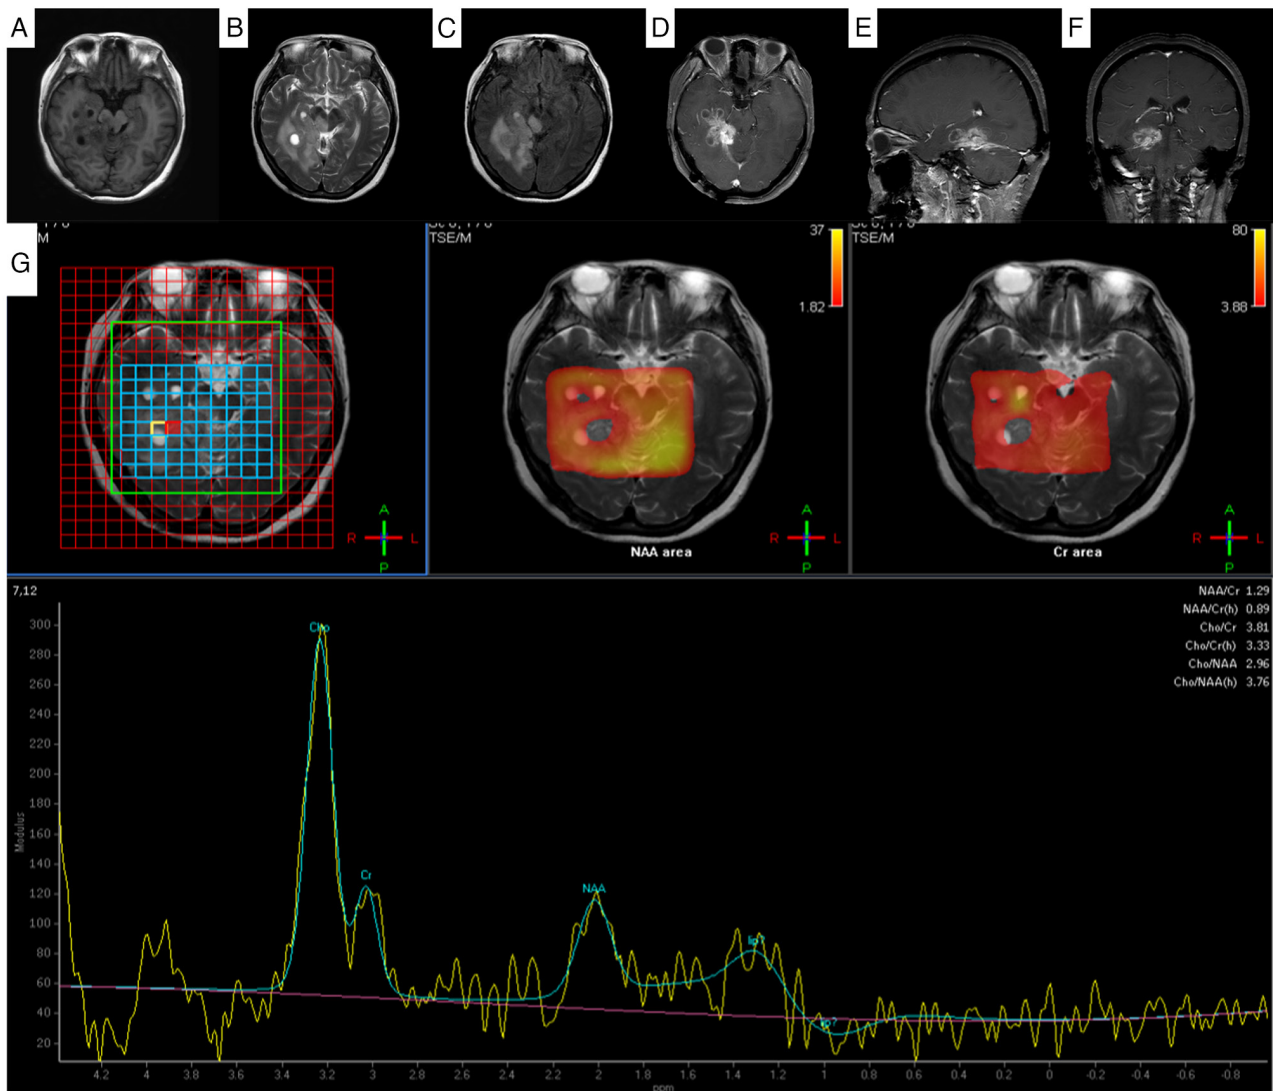 A B C D E F
G
M
TSE/M
37
1.82
TSE/M
80
3.88
A
R L
P
A
R L
P
NAA area
A
R L
P
Cr area
7,12
NAA/Cr 1.29
NAA/Cr(h) 0.89
Cho/Cr 3.81
Cho/Cr(h) 3.33
Cho/NAA 2.96
Cho/NAA(h) 3.76
300
280
260
240
220
200
180
160
140
120
100
80
60
40
20
Modulus
Cho
Cr
NAA
lip?
4.2 4 3.8 3.6 3.4 3.2 3 2.8 2.6 2.4 2.2 2 1.8 1.6 1.4 1.2 1 0.8 0.6 0.4 0.2 0 -0.2 -0.4 -0.6 -0.8
ppm